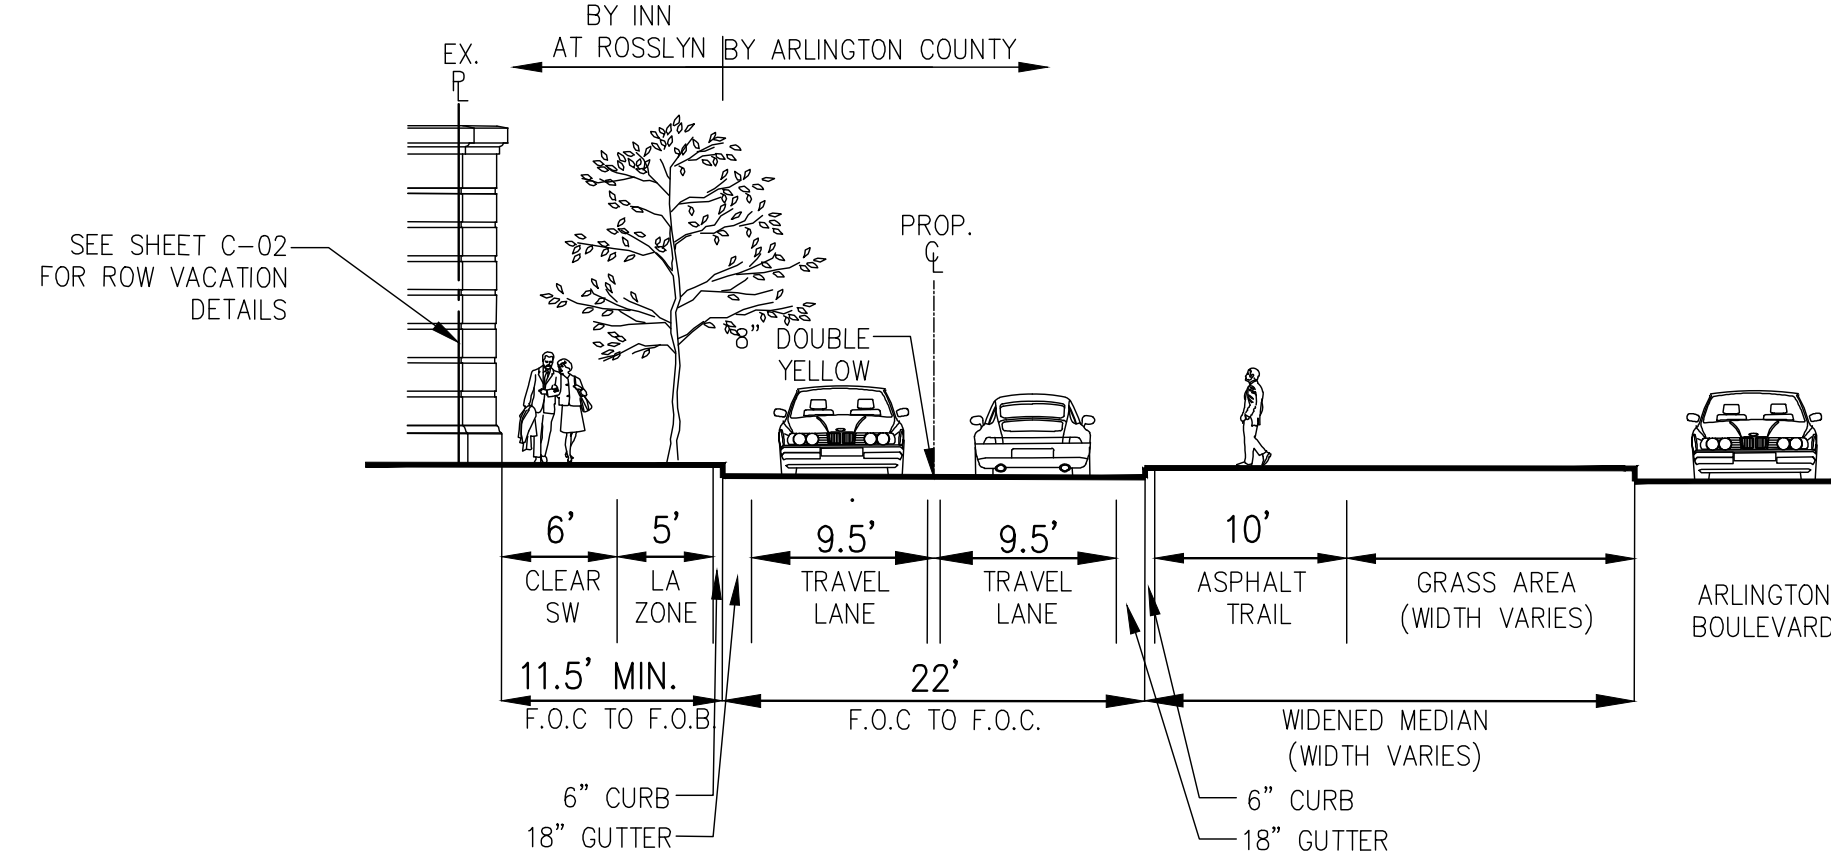 BY INN
AT ROSSLYN
BY ARLINGTON COUNTY
EX.
PL
SEE SHEET C-02
FOR ROW VACATION
DETAILS
PROP.
CL
8" DOUBLE
YELLOW
6'
5'
9.5'
9.5'
10'
CLEAR
SW
LA
ZONE
TRAVEL
LANE
TRAVEL
LANE
ASPHALT
TRAIL
GRASS AREA
(WIDTH VARIES)
ARLINGTON
BOULEVARD
11.5' MIN.
F.O.C TO F.O.B.
22'
F.O.C TO F.O.C.
WIDENED MEDIAN
(WIDTH VARIES)
6" CURB
18" GUTTER
6" CURB
18" GUTTER